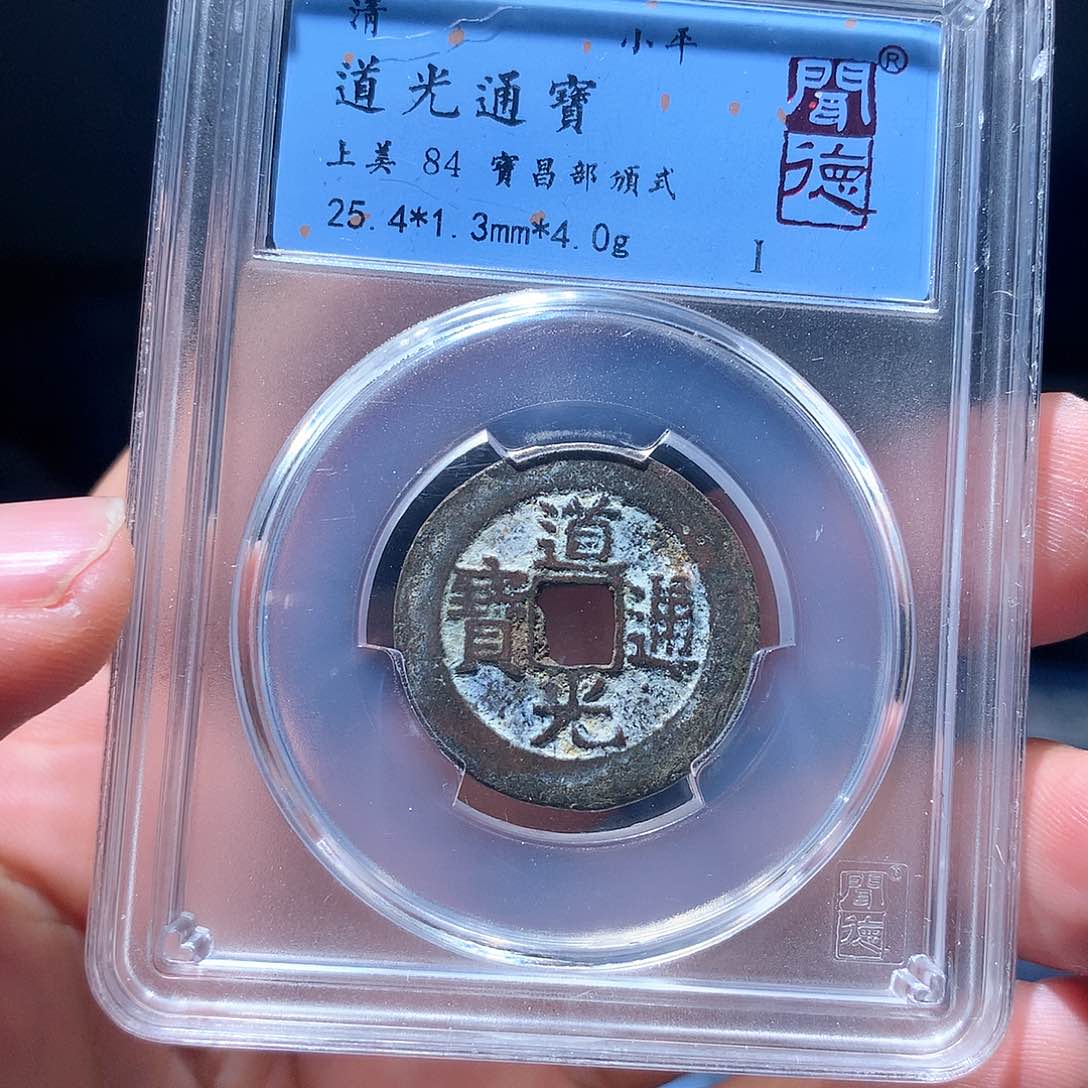 清 小平
道光通寶
上美 84 寶昌部頒式
25.4*1.3mm*4.0g I
聞德®
道光通寶
聞德